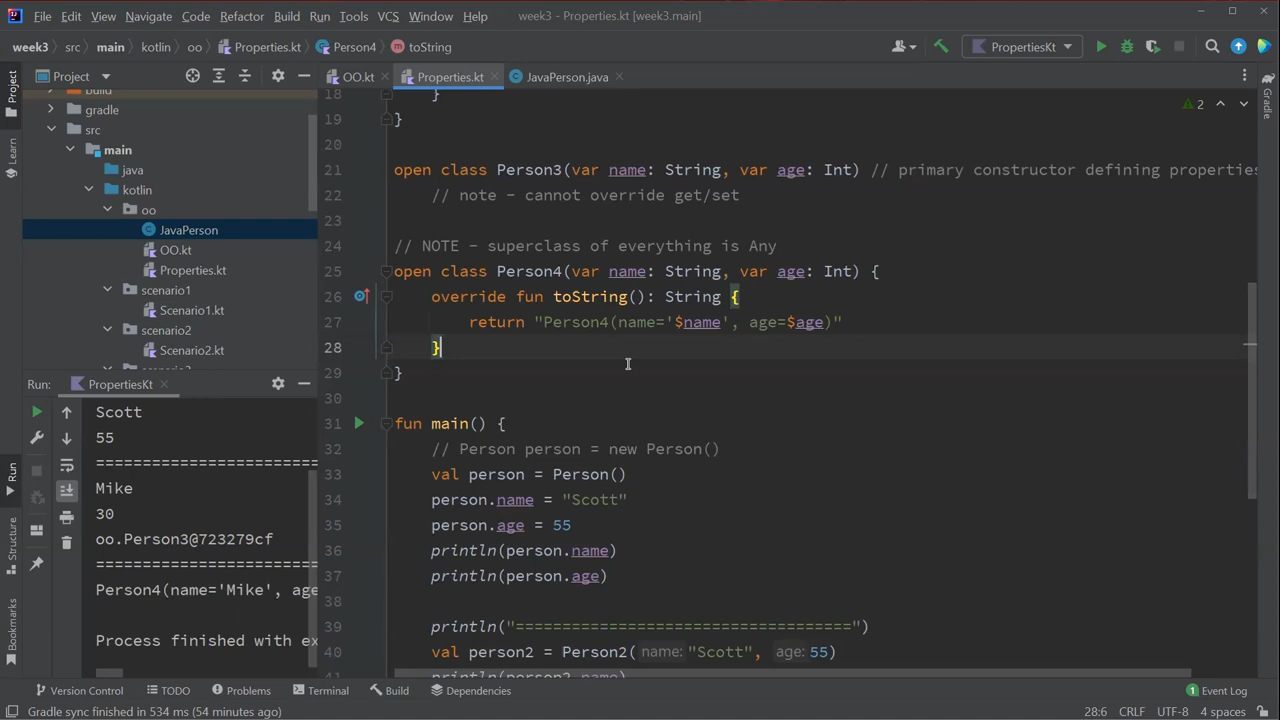 File Edit View Navigate Code Refactor Build Run Tools VCS Window Help week3 - Properties.kt [week3.main]
week3 src main kotlin oo Properties.kt Person4 toString PropertiesKt
Project OO.kt Properties.kt JavaPerson.java
Project
Learn
Run
Structure
Bookmarks
build
gradle
src
main
java
kotlin
oo
JavaPerson
OO.kt
Properties.kt
scenario1
Scenario1.kt
scenario2
Scenario2.kt
2
18 }
19 }
20
21 open class Person3(var name: String, var age: Int) // primary constructor defining properties
22 // note - cannot override get/set
23
24 // NOTE - superclass of everything is Any
25 open class Person4(var name: String, var age: Int) {
26 override fun toString(): String {
27 return "Person4(name='$name', age=$age)"
28 }
29 }
30
31 fun main() {
32 // Person person = new Person()
33 val person = Person()
34 person.name = "Scott"
35 person.age = 55
36 println(person.name)
37 println(person.age)
38
39 println("====================================")
40 val person2 = Person2( name: "Scott", age: 55)
Gradle
Run: PropertiesKt
Scott
55
========================
Mike
30
oo.Person3@723279cf
========================
Person4(name='Mike', age
Process finished with ex
Version Control TODO Problems Terminal Build Dependencies 1 Event Log
Gradle sync finished in 534 ms (54 minutes ago) 28:6 CRLF UTF-8 4 spaces